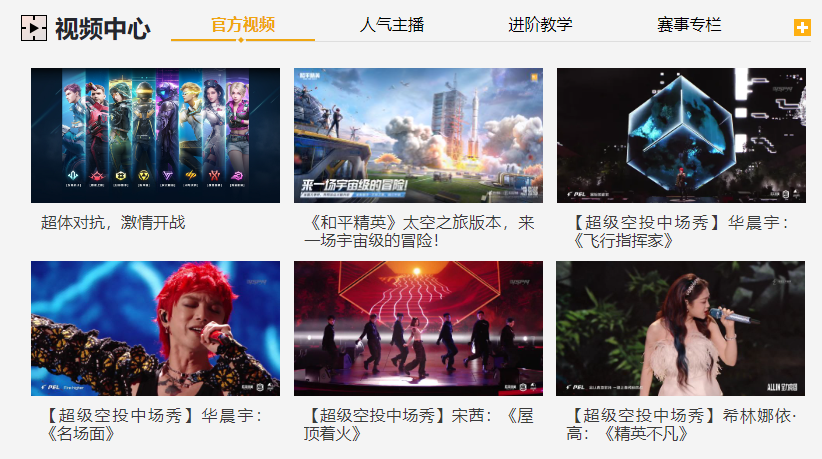 视频中心
官方视频
人气主播
进阶教学
赛事专栏
来一场宇宙级的冒险!
PEL
超体对抗，激情开战
《和平精英》太空之旅版本，来
一场宇宙级的冒险！
【超级空投中场秀】华晨宇：
《飞行指挥家》
PEL
PEL
【超级空投中场秀】华晨宇：
《名场面》
【超级空投中场秀】宋茜：《屋
顶着火》
【超级空投中场秀】希林娜依·
高：《精英不凡》